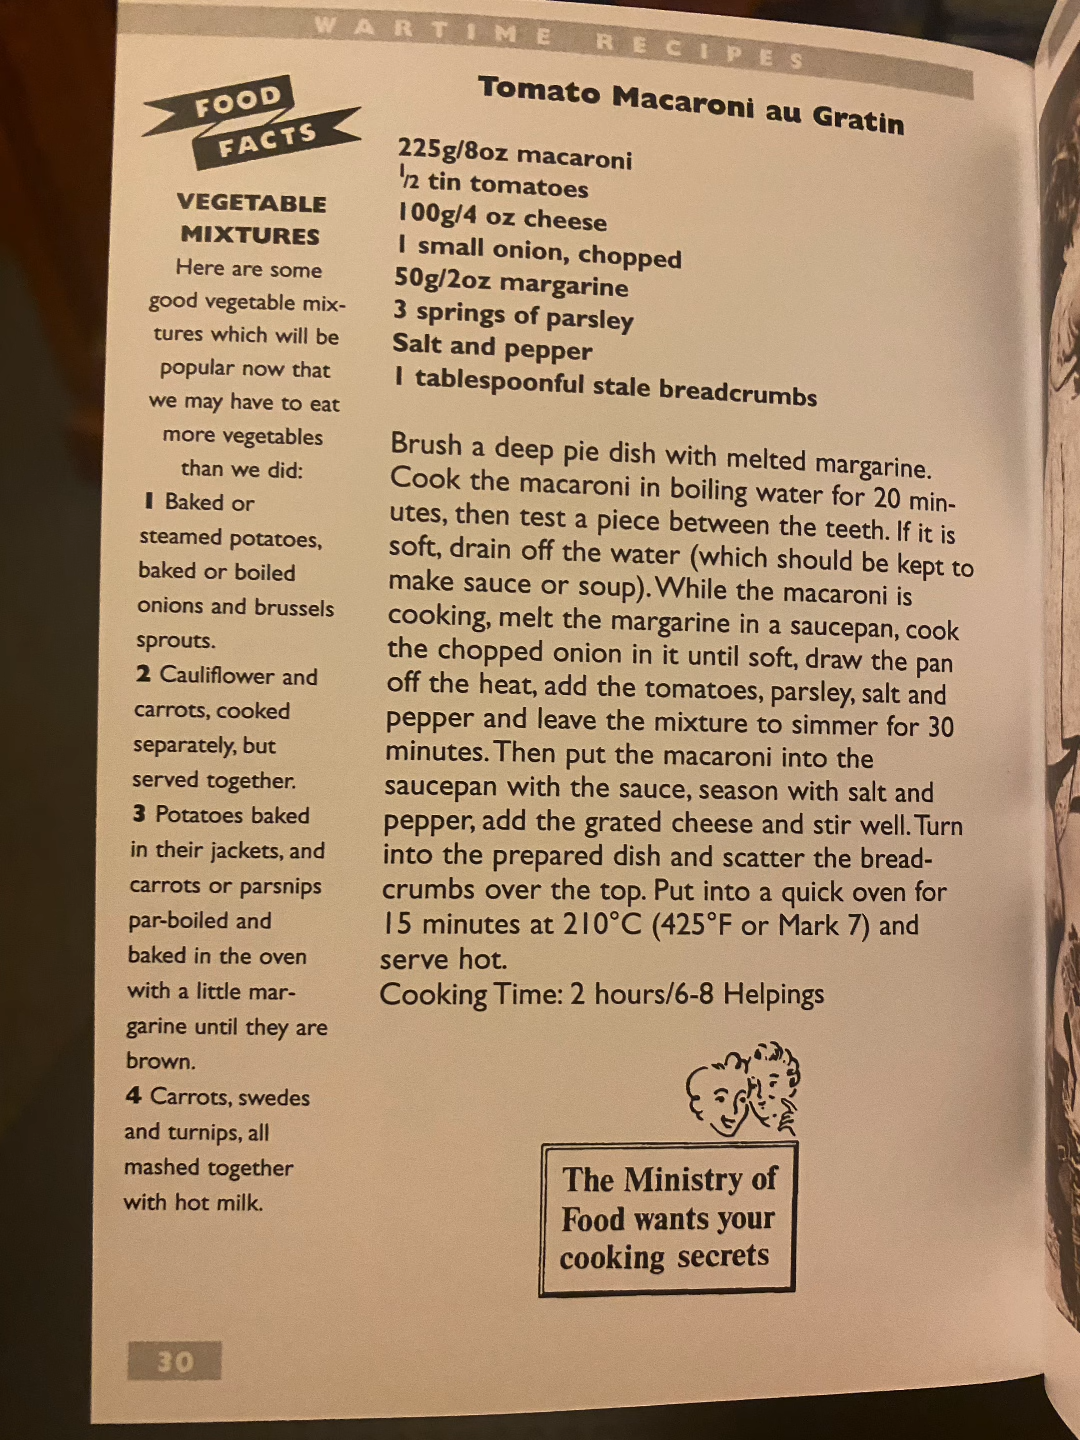 WARTIME RECIPES
FOOD
FACTS
VEGETABLE
MIXTURES
Here are some
good vegetable mix-
tures which will be
popular now that
we may have to eat
more vegetables
than we did:
1 Baked or
steamed potatoes,
baked or boiled
onions and brussels
sprouts.
2 Cauliflower and
carrots, cooked
separately, but
served together.
3 Potatoes baked
in their jackets, and
carrots or parsnips
par-boiled and
baked in the oven
with a little mar-
garine until they are
brown.
4 Carrots, swedes
and turnips, all
mashed together
with hot milk.
Tomato Macaroni au Gratin
225g/8oz macaroni
1/2 tin tomatoes
100g/4 oz cheese
1 small onion, chopped
50g/2oz margarine
3 springs of parsley
Salt and pepper
1 tablespoonful stale breadcrumbs
Brush a deep pie dish with melted margarine.
Cook the macaroni in boiling water for 20 min-
utes, then test a piece between the teeth. If it is
soft, drain off the water (which should be kept to
make sauce or soup). While the macaroni is
cooking, melt the margarine in a saucepan, cook
the chopped onion in it until soft, draw the pan
off the heat, add the tomatoes, parsley, salt and
pepper and leave the mixture to simmer for 30
minutes. Then put the macaroni into the
saucepan with the sauce, season with salt and
pepper, add the grated cheese and stir well. Turn
into the prepared dish and scatter the bread-
crumbs over the top. Put into a quick oven for
15 minutes at 210°C (425°F or Mark 7) and
serve hot.
Cooking Time: 2 hours/6-8 Helpings
The Ministry of
Food wants your
cooking secrets
30